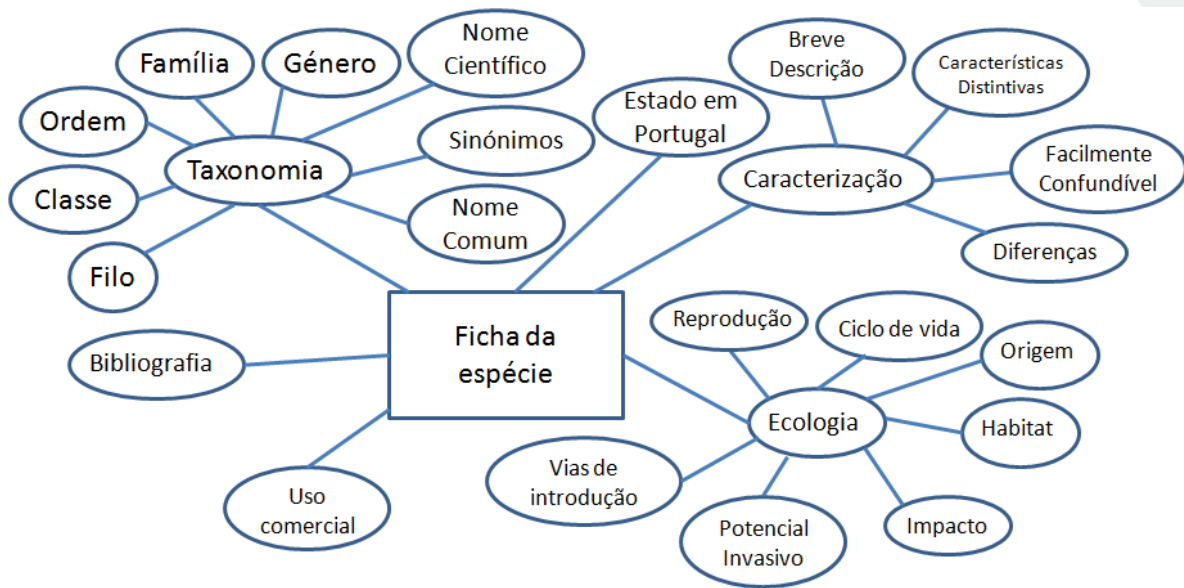 Nome
Científico
Família
Género
Ordem
Sinónimos
Taxonomia
Classe
Nome
Comum
Filo
Estado em
Portugal
Breve
Descrição
Características
Distintivas
Caracterização
Facilmente
Confundível
Diferenças
Ficha da
espécie
Bibliografia
Uso
comercial
Reprodução
Ciclo de vida
Origem
Ecologia
Habitat
Vias de
introdução
Potencial
Invasivo
Impacto